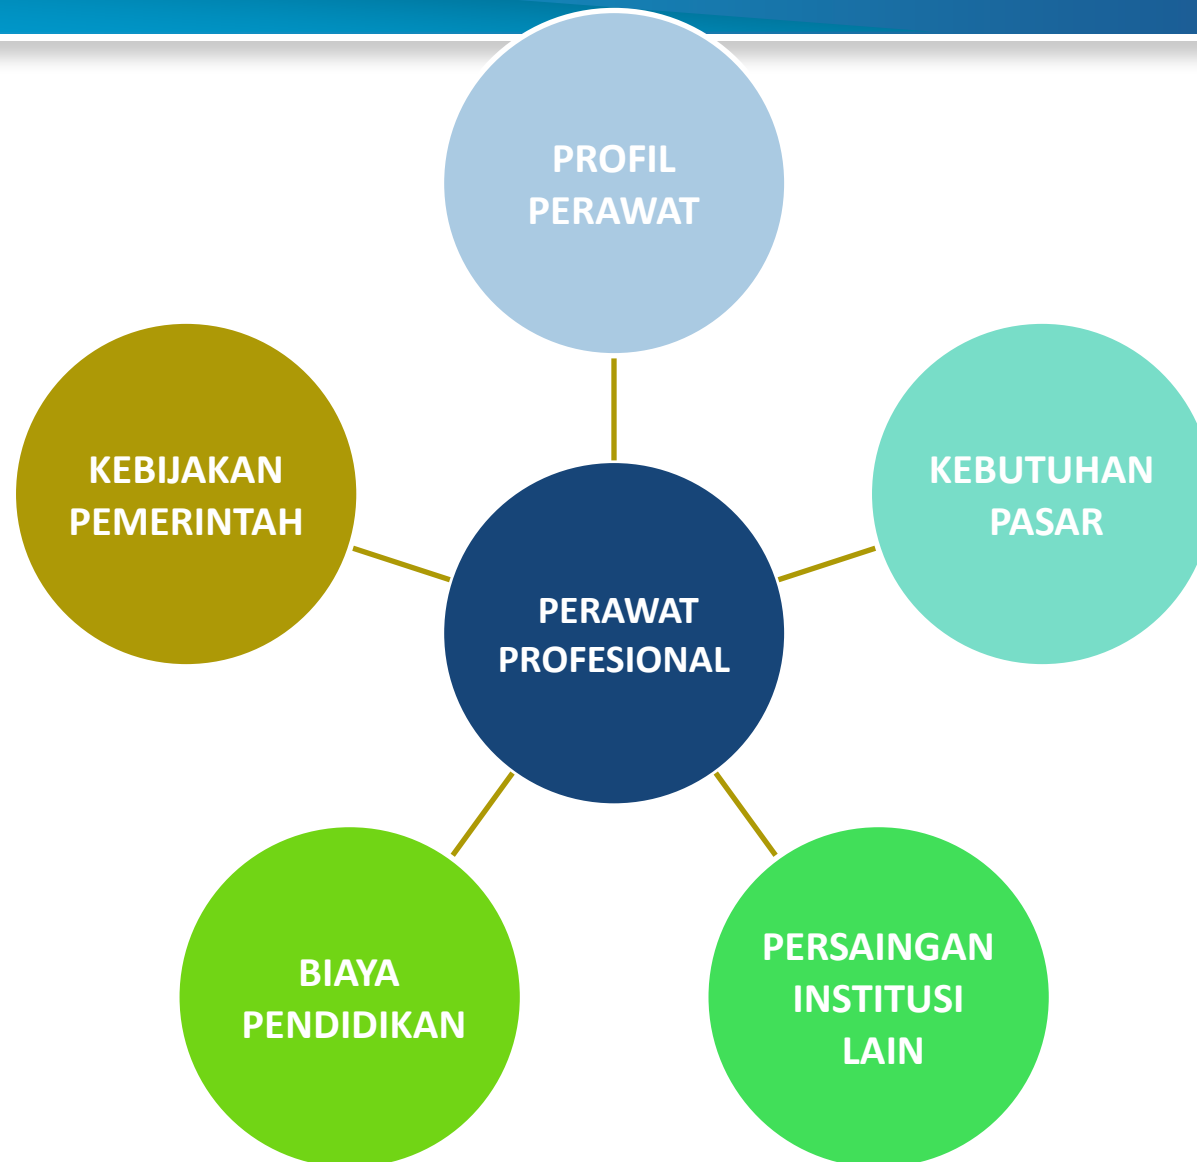 PROFIL
PERAWAT
KEBIJAKAN
PEMERINTAH
KEBUTUHAN
PASAR
PERAWAT
PROFESIONAL
BIAYA
PENDIDIKAN
PERSAINGAN
INSTITUSI
LAIN